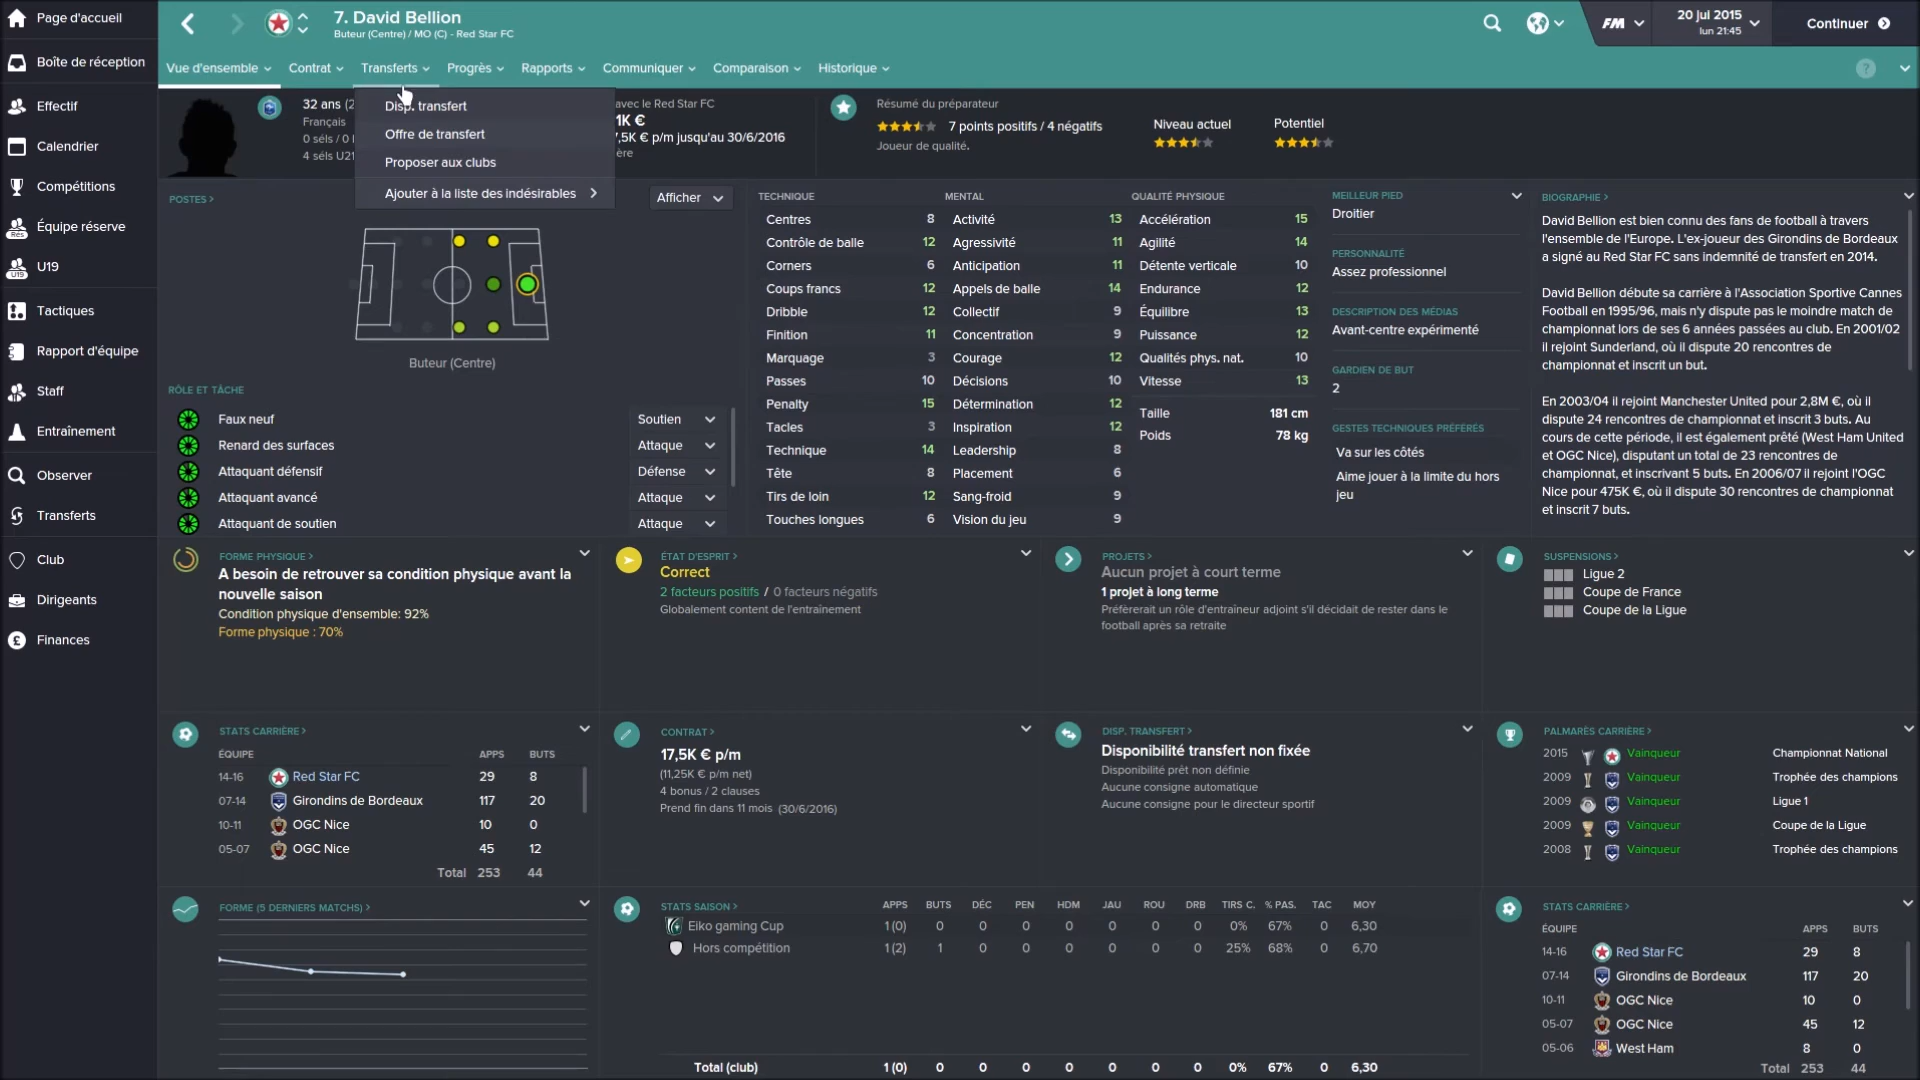 Page d'accueil
Boîte de réception
Effectif
Calendrier
Compétitions
Équipe réserve
U19
Tactiques
Rapport d'équipe
Staff
Entraînement
Observer
Transferts
Club
Dirigeants
Finances
7. David Bellion
Buteur (Centre) / MO (C) - Red Star FC
FM
20 jul 2015
lun 21:45
Continuer
Vue d'ensemble Contrat Transferts Progrès Rapports Communiquer Comparaison Historique
Disp. transfert
Offre de transfert
Proposer aux clubs
Ajouter à la liste des indésirables
32 ans (2
Français
0 séls / 0
4 séls U21
avec le Red Star FC
1K €
7,5K € p/m jusqu'au 30/6/2016
ère
Résumé du préparateur
7 points positifs / 4 négatifs
Joueur de qualité.
Niveau actuel
Potentiel
POSTES >
Afficher
Buteur (Centre)
RÔLE ET TÂCHE
Faux neuf Soutien
Renard des surfaces Attaque
Attaquant défensif Défense
Attaquant avancé Attaque
Attaquant de soutien Attaque
TECHNIQUE
Centres 8
Contrôle de balle 12
Corners 6
Coups francs 12
Dribble 12
Finition 11
Marquage 3
Passes 10
Penalty 15
Tacles 3
Technique 14
Tête 8
Tirs de loin 12
Touches longues 6
MENTAL
Activité 13
Agressivité 11
Anticipation 11
Appels de balle 14
Collectif 9
Concentration 9
Courage 12
Décisions 10
Détermination 12
Inspiration 12
Leadership 8
Placement 6
Sang-froid 9
Vision du jeu 9
QUALITÉ PHYSIQUE
Accélération 15
Agilité 14
Détente verticale 10
Endurance 12
Équilibre 13
Puissance 12
Qualités phys. nat. 10
Vitesse 13
Taille 181 cm
Poids 78 kg
MEILLEUR PIED
Droitier
PERSONNALITÉ
Assez professionnel
DESCRIPTION DES MÉDIAS
Avant-centre expérimenté
GARDIEN DE BUT
2
GESTES TECHNIQUES PRÉFÉRÉS
Va sur les côtés
Aime jouer à la limite du hors
jeu
BIOGRAPHIE >
David Bellion est bien connu des fans de football à travers
l'ensemble de l'Europe. L'ex-joueur des Girondins de Bordeaux
a signé au Red Star FC sans indemnité de transfert en 2014.
David Bellion débute sa carrière à l'Association Sportive Cannes
Football en 1995/96, mais n'y dispute pas le moindre match de
championnat lors de ses 6 années passées au club. En 2001/02
il rejoint Sunderland, où il dispute 20 rencontres de
championnat et inscrit un but.
En 2003/04 il rejoint Manchester United pour 2,8M €, où il
dispute 24 rencontres de championnat et inscrit 3 buts. Au
cours de cette période, il est également prêté (West Ham United
et OGC Nice), disputant un total de 23 rencontres de
championnat, et inscrivant 5 buts. En 2006/07 il rejoint l'OGC
Nice pour 475K €, où il dispute 30 rencontres de championnat
et inscrit 7 buts.
FORME PHYSIQUE >
A besoin de retrouver sa condition physique avant la
nouvelle saison
Condition physique d'ensemble: 92%
Forme physique : 70%
ÉTAT D'ESPRIT >
Correct
2 facteurs positifs / 0 facteurs négatifs
Globalement content de l'entraînement
PROJETS >
Aucun projet à court terme
1 projet à long terme
Préfèrerait un rôle d'entraîneur adjoint s'il décidait de rester dans le
football après sa retraite
SUSPENSIONS >
Ligue 2
Coupe de France
Coupe de la Ligue
STATS CARRIÈRE >
ÉQUIPE APPS BUTS
14-16 Red Star FC 29 8
07-14 Girondins de Bordeaux 117 20
10-11 OGC Nice 10 0
05-07 OGC Nice 45 12
Total 253 44
CONTRAT >
17,5K € p/m
(11,25K € p/m net)
4 bonus / 2 clauses
Prend fin dans 11 mois (30/6/2016)
DISP. TRANSFERT >
Disponibilité transfert non fixée
Disponibilité prêt non définie
Aucune consigne automatique
Aucune consigne pour le directeur sportif
PALMARÈS CARRIÈRE >
2015 Vainqueur Championnat National
2009 Vainqueur Trophée des champions
2009 Vainqueur Ligue 1
2009 Vainqueur Coupe de la Ligue
2008 Vainqueur Trophée des champions
FORME (5 DERNIERS MATCHS) >
STATS SAISON > APPS BUTS DÉC PEN HDM JAU ROU DRB TIRS C. % PAS. TAC MOY
Eiko gaming Cup 1(0) 0 0 0 0 0 0 0 0% 67% 0 6,30
Hors compétition 1(2) 1 0 0 0 0 0 0 25% 68% 0 6,70
Total (club) 1(0) 0 0 0 0 0 0 0 0% 67% 0 6,30
STATS CARRIÈRE >
ÉQUIPE APPS BUTS
14-16 Red Star FC 29 8
07-14 Girondins de Bordeaux 117 20
10-11 OGC Nice 10 0
05-07 OGC Nice 45 12
05-06 West Ham 8 0
Total 253 44